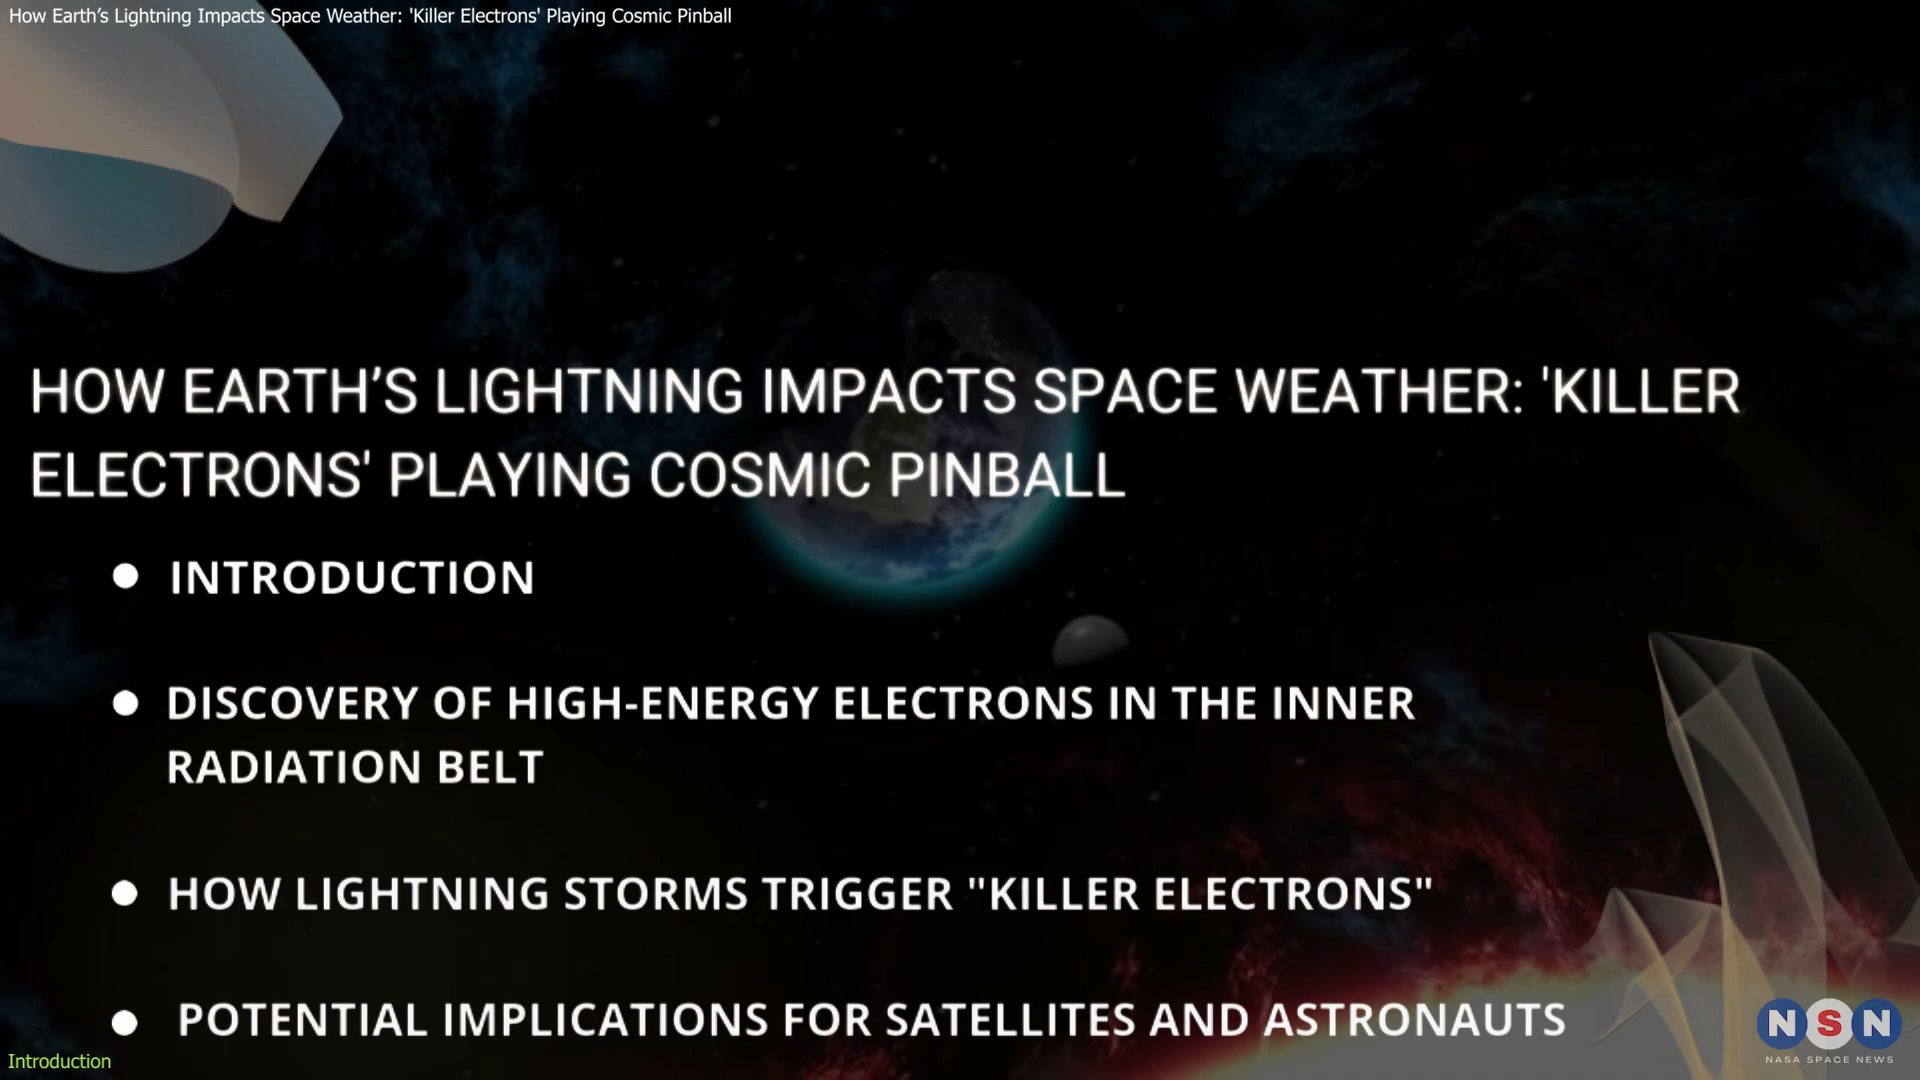 How Earth’s Lightning Impacts Space Weather: 'Killer Electrons' Playing Cosmic Pinball
HOW EARTH’S LIGHTNING IMPACTS SPACE WEATHER: 'KILLER
ELECTRONS' PLAYING COSMIC PINBALL
● INTRODUCTION
● DISCOVERY OF HIGH-ENERGY ELECTRONS IN THE INNER
RADIATION BELT
● HOW LIGHTNING STORMS TRIGGER "KILLER ELECTRONS"
● POTENTIAL IMPLICATIONS FOR SATELLITES AND ASTRONAUTS
NSN
NASA SPACE NEWS
Introduction